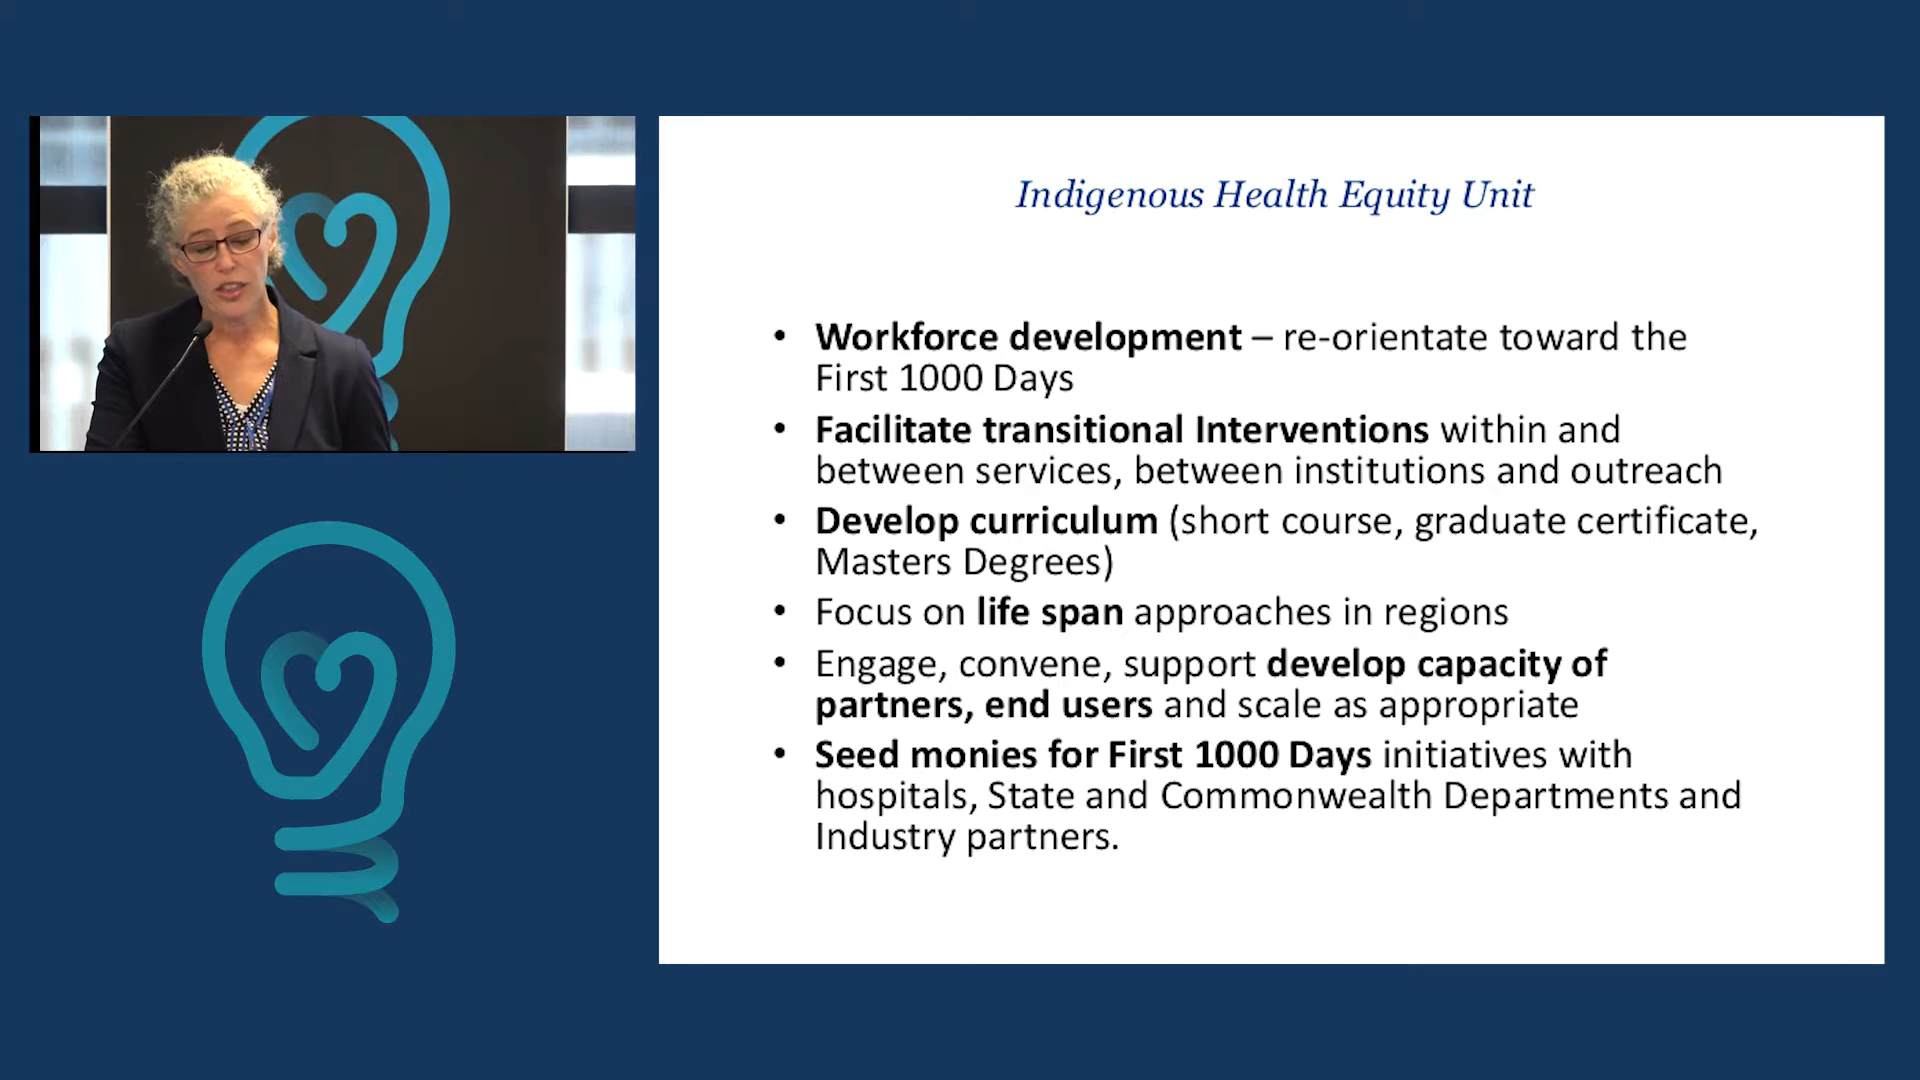 Indigenous Health Equity Unit
• Workforce development – re-orientate toward the
First 1000 Days
• Facilitate transitional Interventions within and
between services, between institutions and outreach
• Develop curriculum (short course, graduate certificate,
Masters Degrees)
• Focus on life span approaches in regions
• Engage, convene, support develop capacity of
partners, end users and scale as appropriate
• Seed monies for First 1000 Days initiatives with
hospitals, State and Commonwealth Departments and
Industry partners.